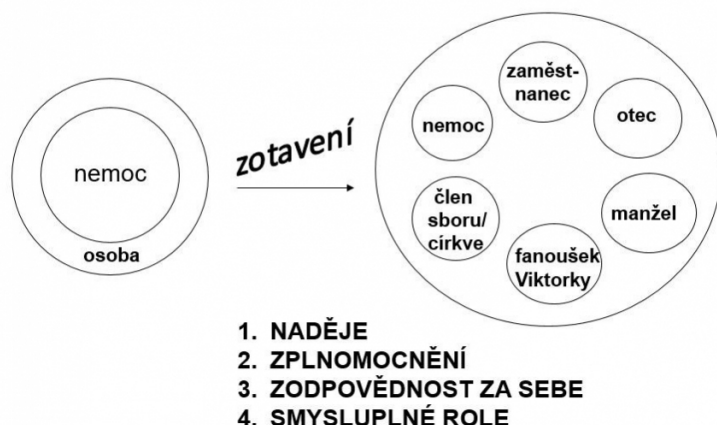 nemoc
osoba
zotavení
zaměst-
nanec
nemoc
otec
člen
sboru/
církve
manžel
fanoušek
Viktorky
1. NADĚJE
2. ZPLNOMOCNĚNÍ
3. ZODPOVĚDNOST ZA SEBE
4. SMYSLUPLNÉ ROLE